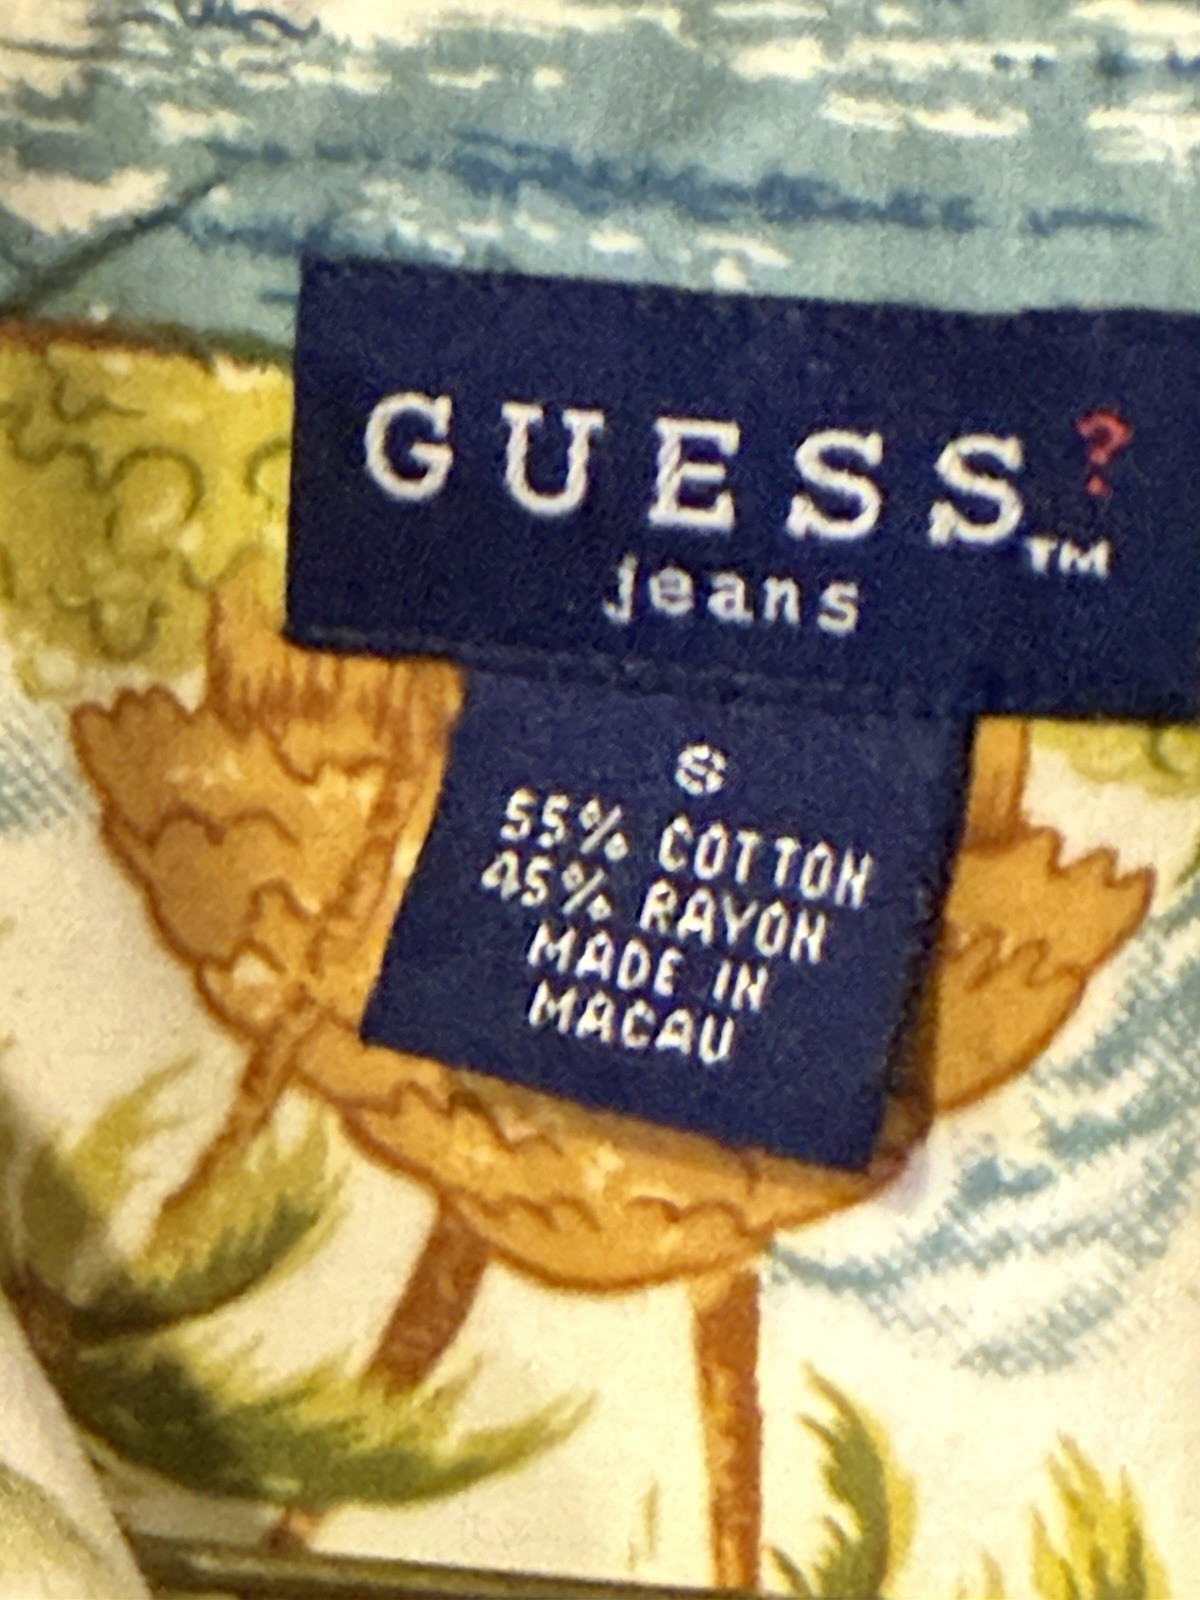 GUESS?™
jeans
S
55% COTTON
45% RAYON
MADE IN
MACAU